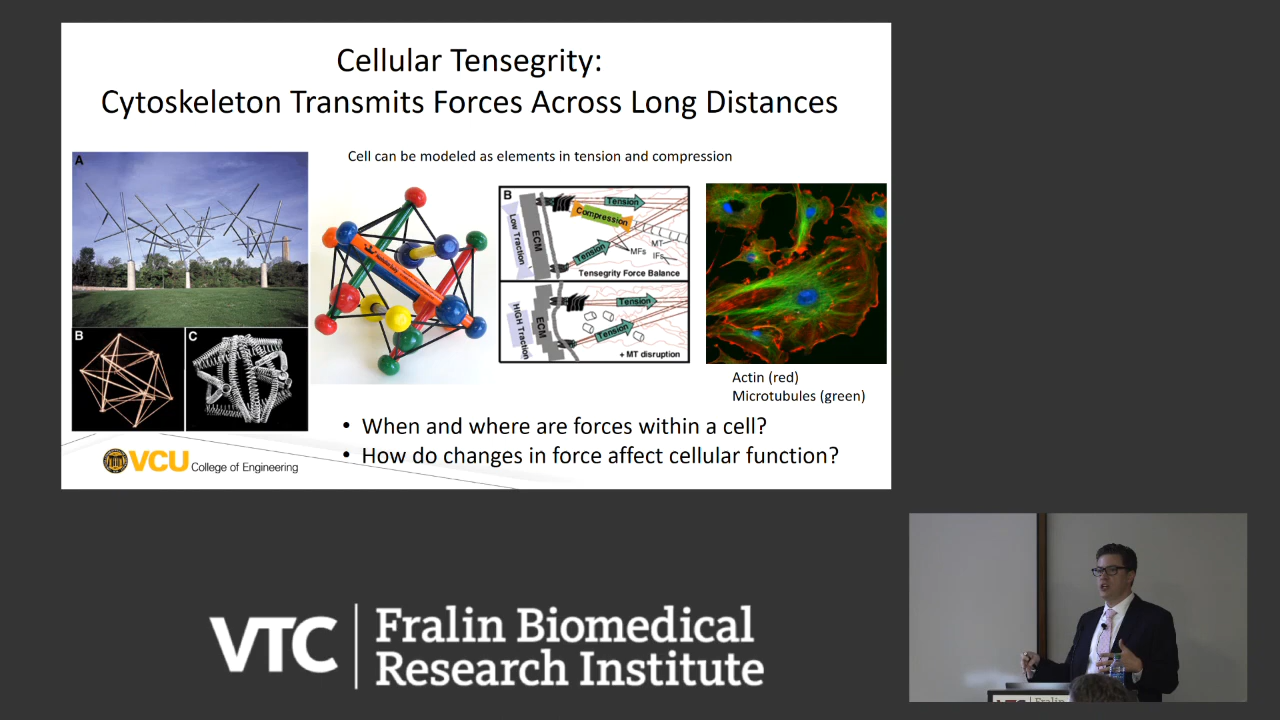 Cellular Tensegrity:
Cytoskeleton Transmits Forces Across Long Distances
Cell can be modeled as elements in tension and compression
A
B
C
B
Low Traction
ECM
Tension
Compression
Tension
MT
MFs
IFs
Tensegrity Force Balance
HIGH Traction
ECM
Tension
Tension
+ MT disruption
Actin (red)
Microtubules (green)
• When and where are forces within a cell?
• How do changes in force affect cellular function?
VCU College of Engineering
VTC
Fralin Biomedical
Research Institute
Fralin